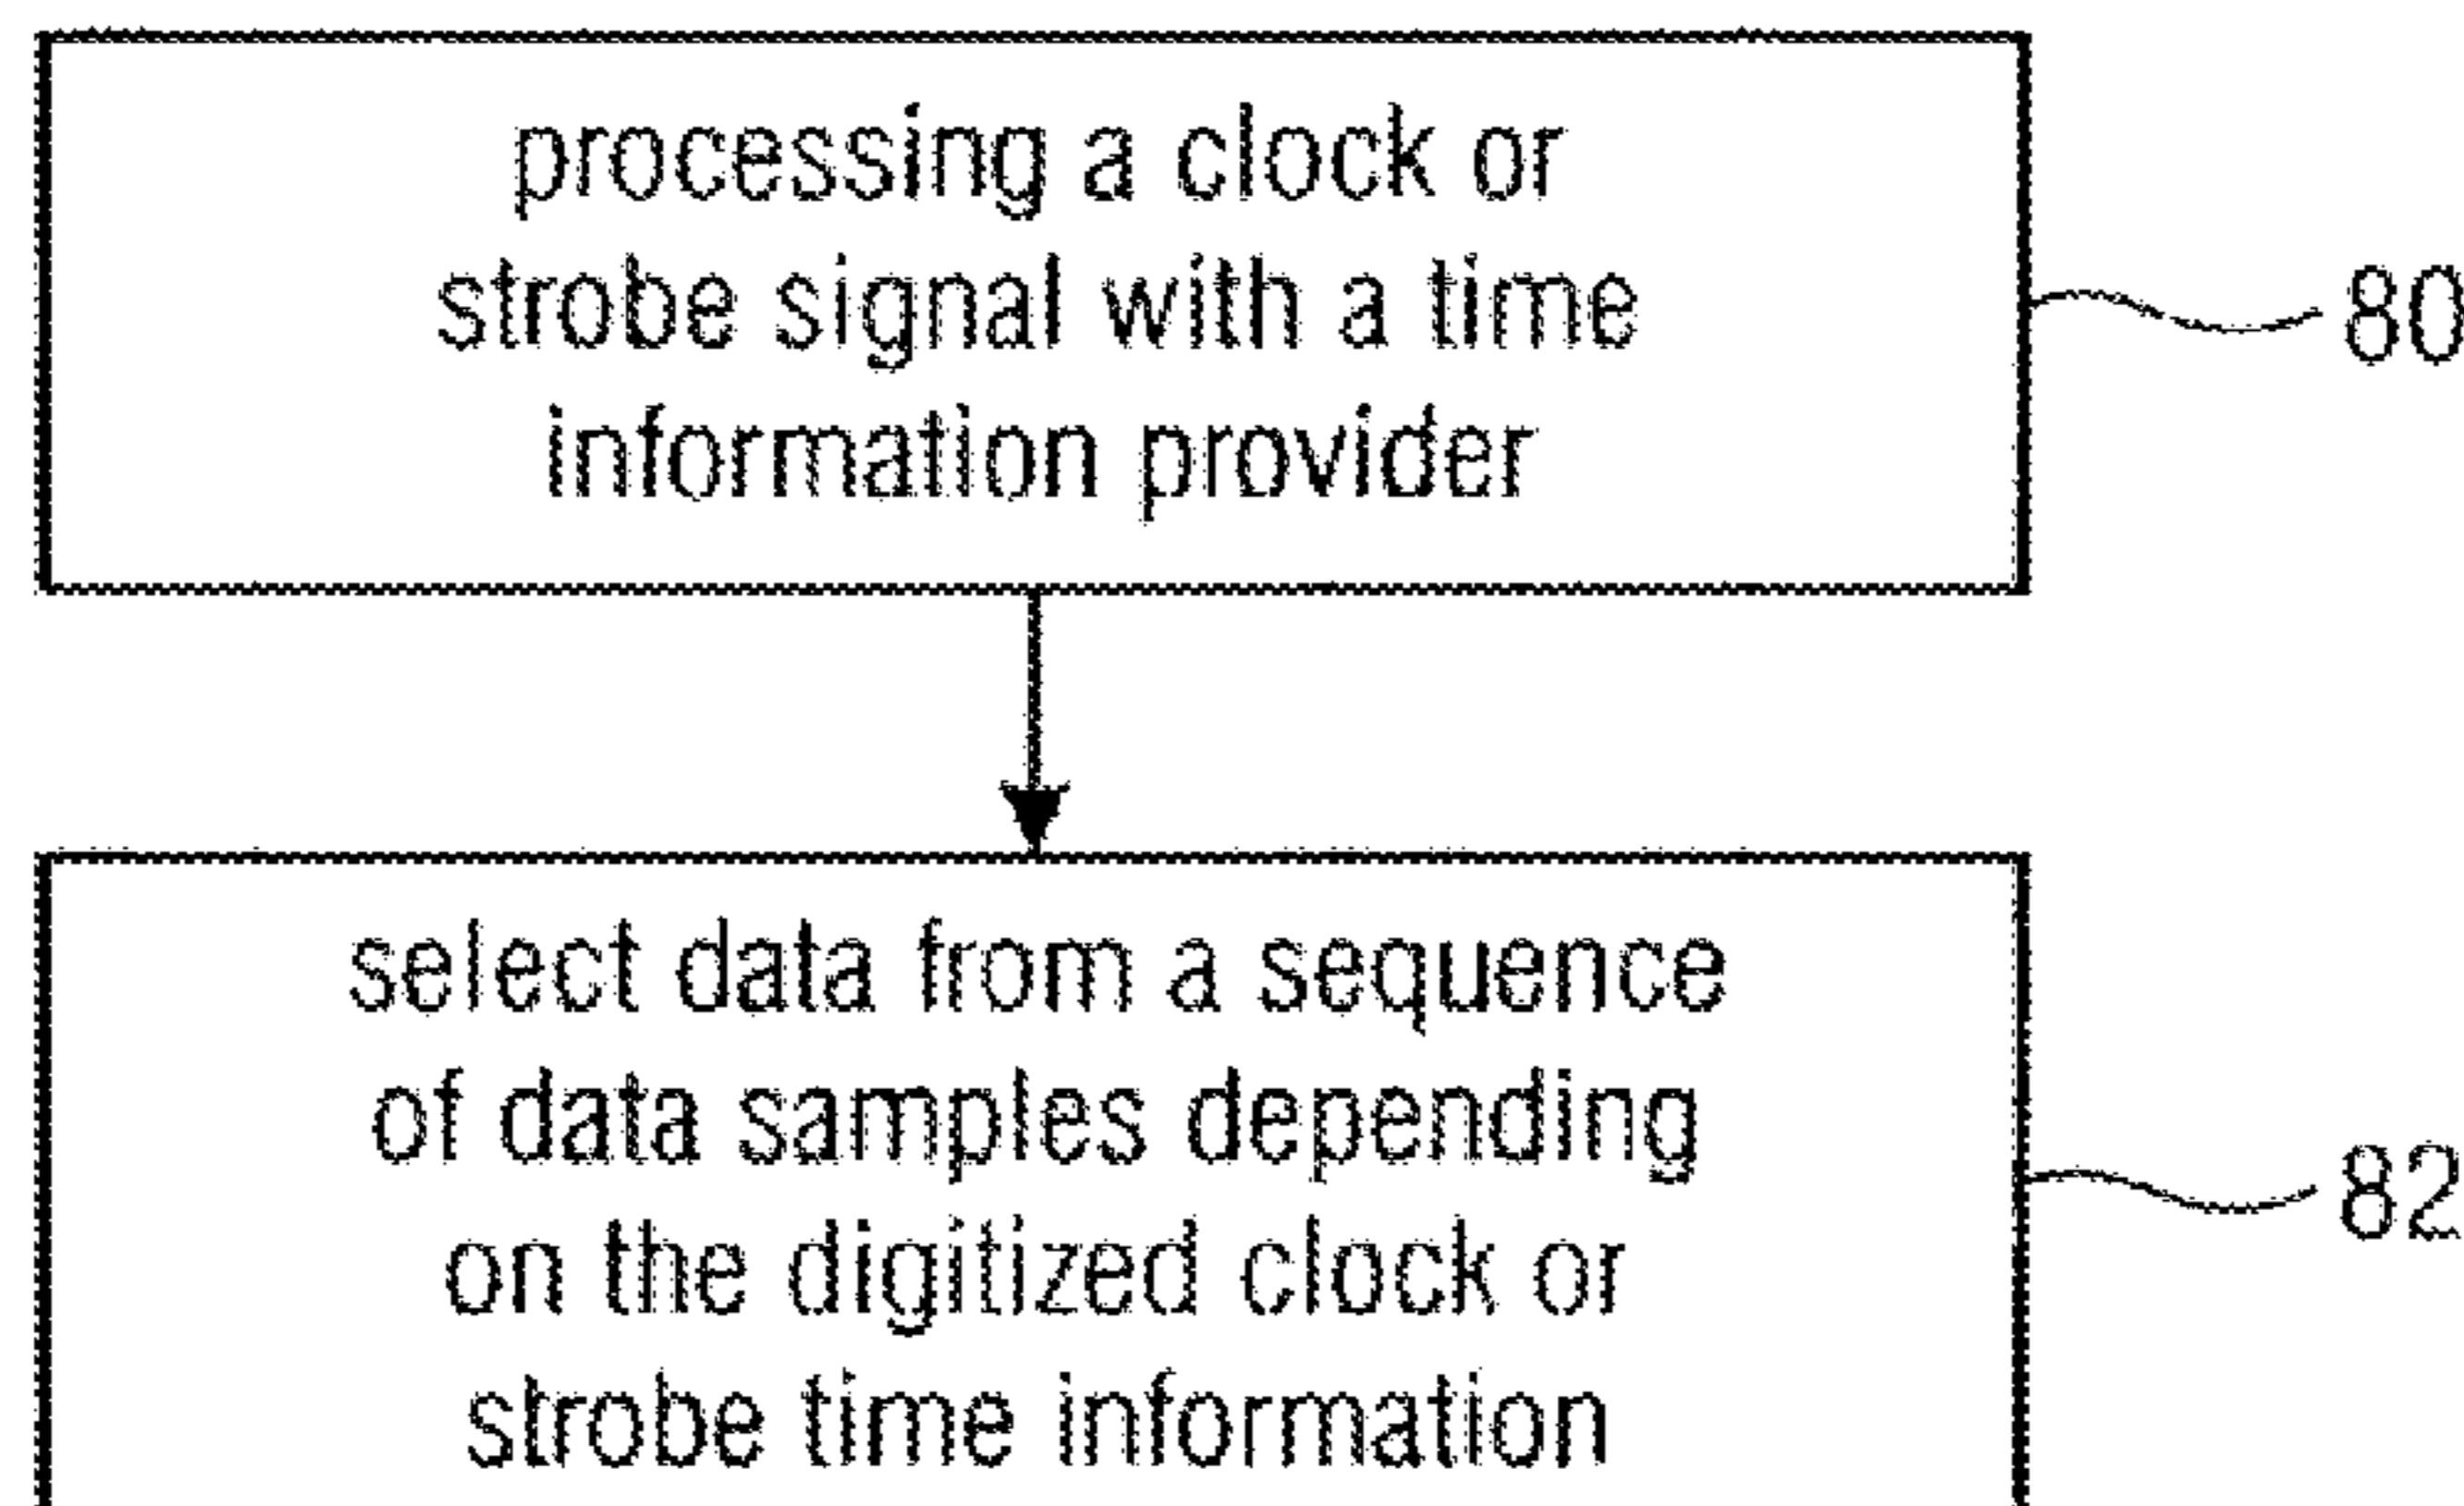 processing a clock or
strobe signal with a time
information provider
80
select data from a sequence
of data samples depending
on the digitized clock or
strobe time information
82